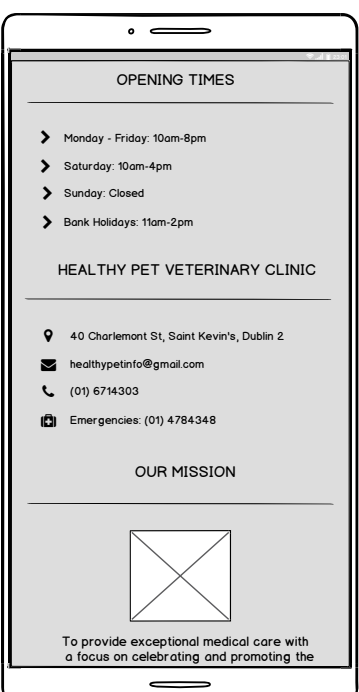 OPENING TIMES
Monday - Friday: 10am-8pm
Saturday: 10am-4pm
Sunday: Closed
Bank Holidays: 11am-2pm
HEALTHY PET VETERINARY CLINIC
40 Charlemont St, Saint Kevin's, Dublin 2
healthypetinfo@gmail.com
(01) 6714303
Emergencies: (01) 4784348
OUR MISSION
To provide exceptional medical care with
a focus on celebrating and promoting the